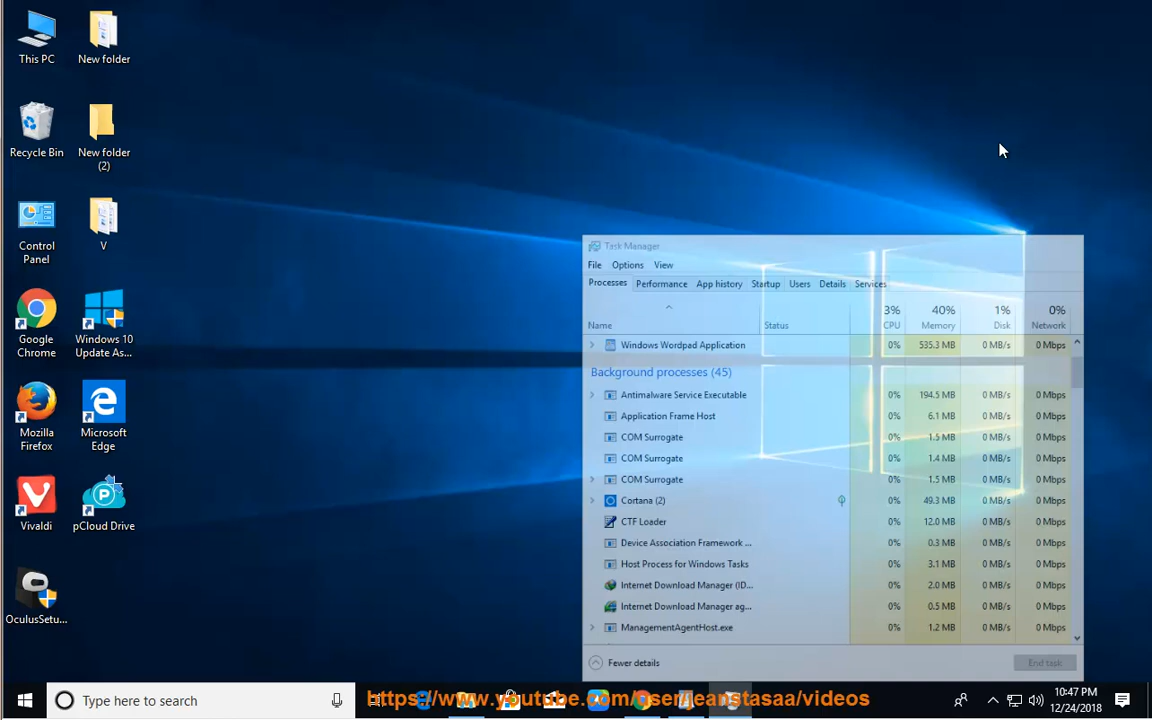 This PC
New folder
Recycle Bin
New folder
(2)
Control
Panel
V
Google
Chrome
Windows 10
Update As...
Mozilla
Firefox
Microsoft
Edge
Vivaldi
pCloud Drive
OculusSetu...
Task Manager
File Options View
Processes Performance App history Startup Users Details Services
3% 40% 1% 0%
Name Status CPU Memory Disk Network
Windows Wordpad Application 0% 535.3 MB 0 MB/s 0 Mbps
Background processes (45)
Antimalware Service Executable 0% 194.5 MB 0 MB/s 0 Mbps
Application Frame Host 0% 6.1 MB 0 MB/s 0 Mbps
COM Surrogate 0% 1.5 MB 0 MB/s 0 Mbps
COM Surrogate 0% 1.4 MB 0 MB/s 0 Mbps
COM Surrogate 0% 1.5 MB 0 MB/s 0 Mbps
Cortana (2) 0% 49.3 MB 0 MB/s 0 Mbps
CTF Loader 0% 12.0 MB 0 MB/s 0 Mbps
Device Association Framework ... 0% 0.3 MB 0 MB/s 0 Mbps
Host Process for Windows Tasks 0% 3.1 MB 0 MB/s 0 Mbps
Internet Download Manager (ID... 0% 2.0 MB 0 MB/s 0 Mbps
Internet Download Manager ag... 0% 0.5 MB 0 MB/s 0 Mbps
ManagementAgentHost.exe 0% 1.2 MB 0 MB/s 0 Mbps
Fewer details End task
Type here to search
https://www.youtube.com/user/jeanstasaa/videos
10:47 PM
12/24/2018